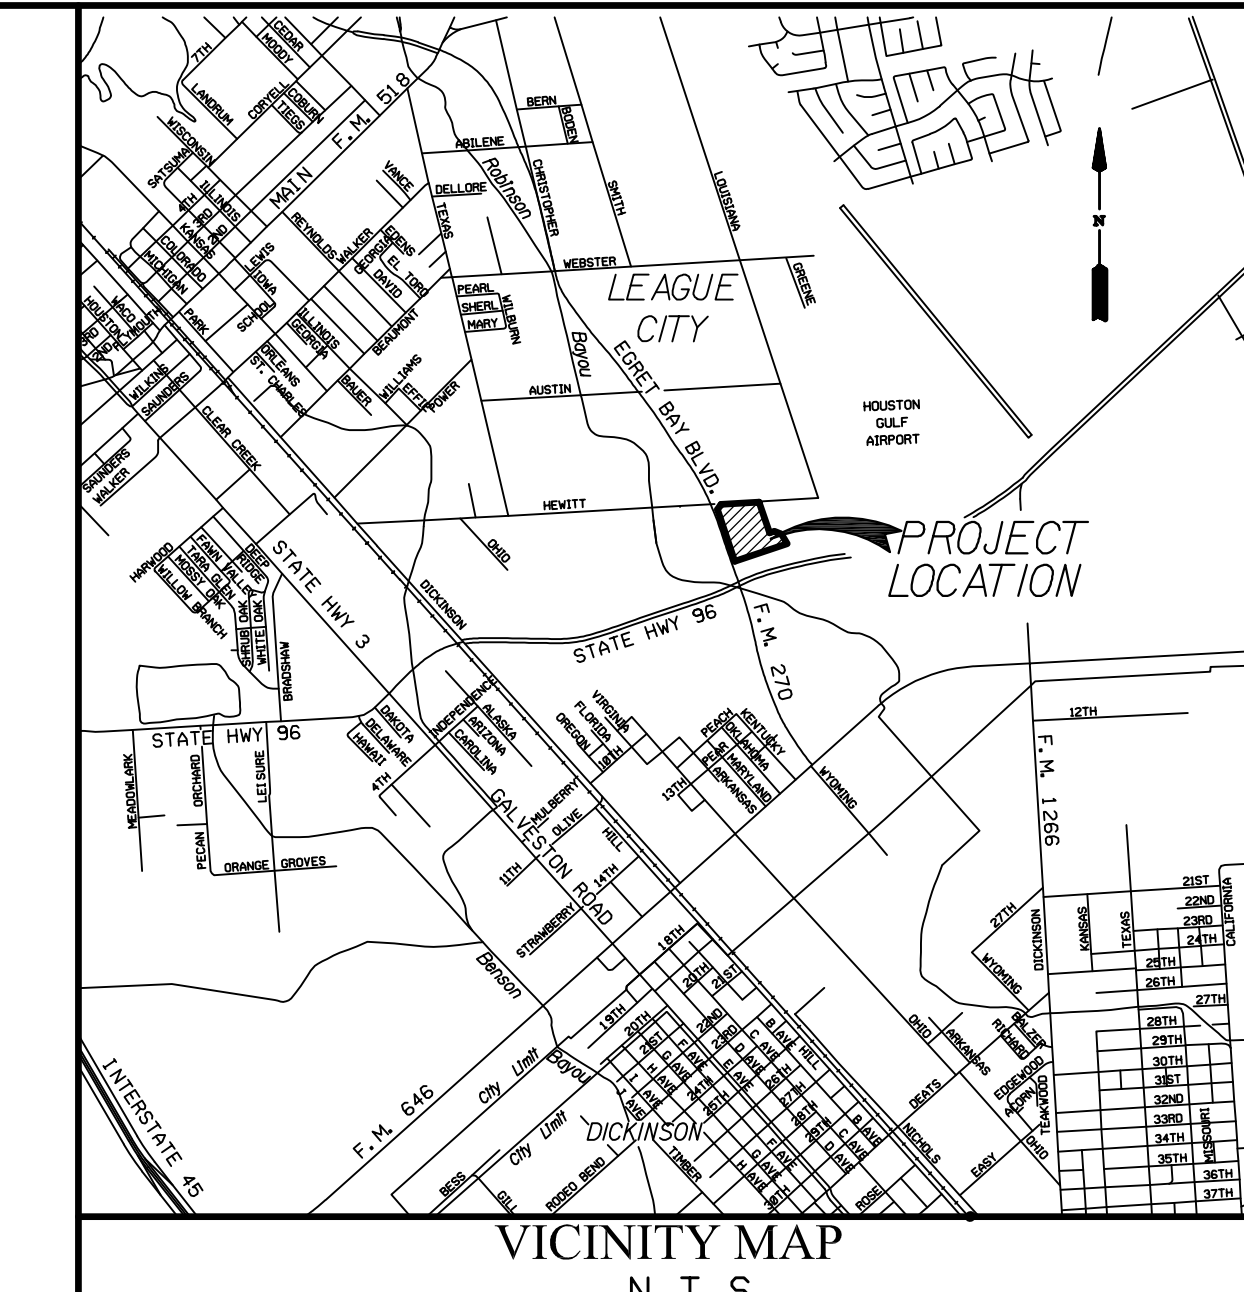 CEDAR
MOODY
7TH
LANDRUM
CORYELL
COBURN
TIEGS
F.M. 518
MAIN
WISCONSIN
SATSUMA
ILLINOIS
4TH
3RD
2ND
KANSAS
COLORADO
MICHIGAN
BERN
BODEN
ABILENE
Robinson
CHRISTOPHER
SMITH
LOUISIANA
VANCE
DELLORE
TEXAS
REYNOLDS
WALKER
GEORGIA
EDENS
EL TORO
DAVID
BEAUMONT
LEWIS
IOWA
SCHOOL
PARK
ILLINOIS
GEORGIA
WEBSTER
GREENE
N
LEAGUE
CITY
PEARL
SHERL
MARY
WILBURN
WACO
HOUSTON
PLYMOUTH
3RD
2ND
WILKINS
SAUNDERS
ORLEANS
ST. CHARLES
BAUER
WILLIAMS
EFFIE
POWER
Bayou
EGRET BAY BLVD.
AUSTIN
HOUSTON
GULF
AIRPORT
CLEAR CREEK
SAUNDERS
WALKER
HEWITT
OHIO
PROJECT
LOCATION
HARWOOD
FAWN VALLEY
TARA GLEN
MOSSY OAK
WILLOW BRANCH
DEEP
RIDGE
SHRUB OAK
WHITE OAK
BRADSHAW
STATE HWY 3
DICKINSON
STATE HWY 96
F.M. 270
STATE HWY 96
MEADOWLARK
ORCHARD
PECAN
LEISURE
ORANGE GROVES
DAKOTA
DELAWARE
HAWAII
4TH
INDEPENDENCE
ALASKA
ARIZONA
CAROLINA
VIRGINIA
FLORIDA
OREGON
10TH
PEACH
KENTUCKY
OKLAHOMA
PEAR
MARYLAND
ARKANSAS
13TH
WYOMING
12TH
F.M. 1266
GALVESTON ROAD
MULBERRY
OLIVE
HILL
11TH
14TH
STRAWBERRY
18TH
20TH
21ST
Benson
Bayou
19TH
20TH
21ST
22ND
23RD
24TH
25TH
F AVE
G AVE
H AVE
I AVE
B AVE
C AVE
D AVE
E AVE
HILL
26TH
27TH
28TH
29TH
B AVE
C AVE
D AVE
F AVE
G AVE
H AVE
30TH
City Limit
City Limit
F.M. 646
INTERSTATE 45
DICKINSON
TIMBER
BESS
GILL
RODEO BEND
ROSE
NICHOLS
DEATS
EASY
OHIO
ARKANSAS
OHIO
27TH
WYOMING
DICKINSON
KANSAS
TEXAS
CALIFORNIA
21ST
22ND
23RD
24TH
25TH
26TH
27TH
28TH
29TH
30TH
31ST
32ND
33RD
34TH
35TH
36TH
37TH
MISSOURI
BALZER
RICHARD
EDGEWOOD
ACORN
TEAKWOOD
VICINITY MAP
N T S